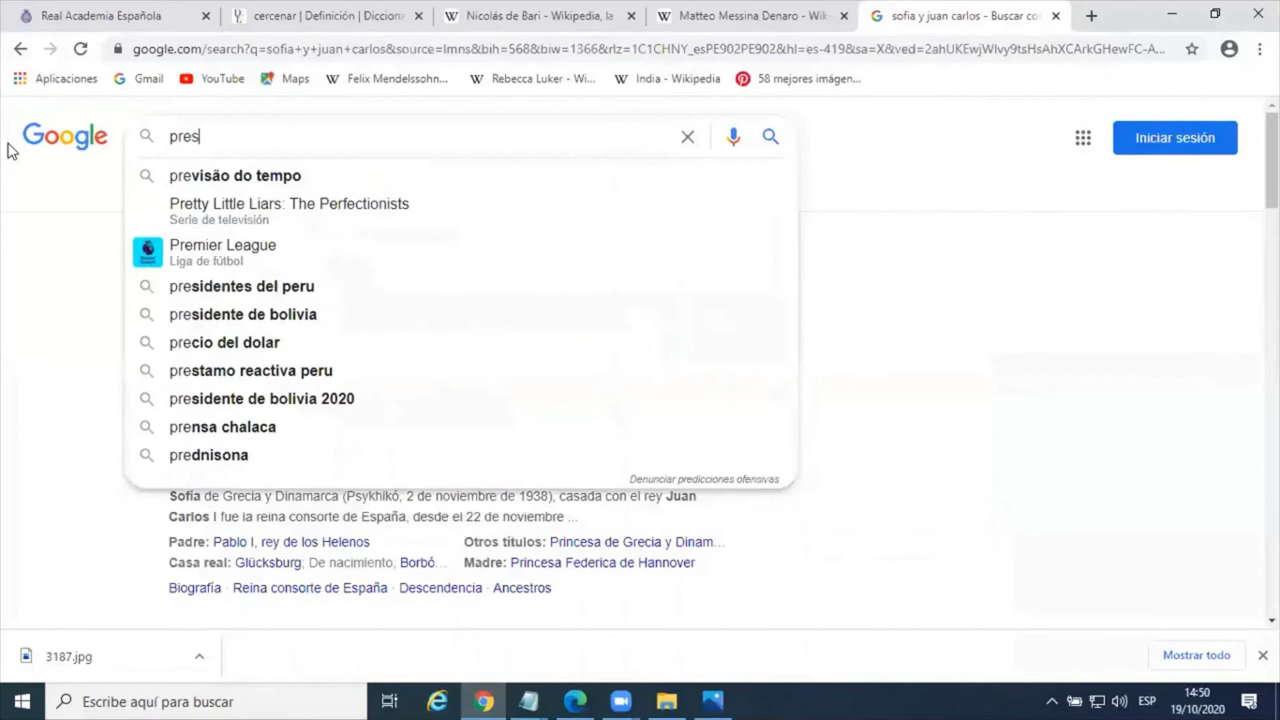 Real Academia Española
cercenar | Definición | Dicciona
Nicolás de Bari - Wikipedia, la
Matteo Messina Denaro - Wiki
sofia y juan carlos - Buscar con
google.com/search?q=sofia+y+juan+carlos&source=lmns&bih=568&biw=1366&rlz=1C1CHNY_esPE902PE902&hl=es-419&sa=X&ved=2ahUKEwjWlvy9tsHsAhXCArkGHewFC-A...
Aplicaciones
Gmail
YouTube
Maps
Felix Mendelssohn...
Rebecca Luker - Wi...
India - Wikipedia
58 mejores imágen...
Google
pres
Iniciar sesión
previsão do tempo
Pretty Little Liars: The Perfectionists
Serie de televisión
Premier League
Liga de fútbol
presidentes del peru
presidente de bolivia
precio del dolar
prestamo reactiva peru
presidente de bolivia 2020
prensa chalaca
prednisona
Denunciar predicciones ofensivas
Sofía de Grecia y Dinamarca (Psykhikó, 2 de noviembre de 1938), casada con el rey Juan
Carlos I fue la reina consorte de España, desde el 22 de noviembre ...
Padre: Pablo I, rey de los Helenos
Otros títulos: Princesa de Grecia y Dinam...
Casa real: Glücksburg; De nacimiento, Borbó...
Madre: Princesa Federica de Hannover
Biografía · Reina consorte de España · Descendencia · Ancestros
3187.jpg
Mostrar todo
Escribe aquí para buscar
ESP
14:50
19/10/2020